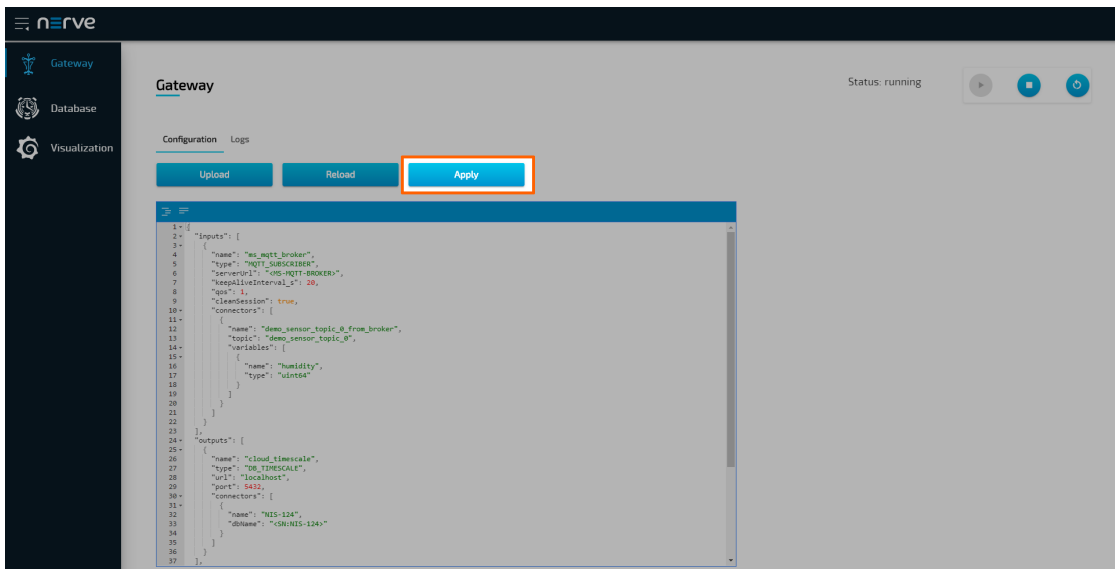 nerve
Gateway
Database
Visualization
Gateway
Status: running
Configuration Logs
Upload Reload Apply
1 {
2 "inputs": [
3 {
4 "name": "ms_mqtt_broker",
5 "type": "MQTT_SUBSCRIBER",
6 "serverUrl": "<MS-MQTT-BROKER>",
7 "keepAliveInterval_s": 20,
8 "qos": 1,
9 "cleanSession": true,
10 "connectors": [
11 {
12 "name": "demo_sensor_topic_0_from_broker",
13 "topic": "demo_sensor_topic_0",
14 "variables": [
15 {
16 "name": "humidity",
17 "type": "uint64"
18 }
19 ]
20 }
21 ]
22 }
23 ],
24 "outputs": [
25 {
26 "name": "cloud_timescale",
27 "type": "DB_TIMESCALE",
28 "url": "localhost",
29 "port": 5432,
30 "connectors": [
31 {
32 "name": "NIS-124",
33 "dbName": "<SN:NIS-124>"
34 }
35 ]
36 }
37 ],